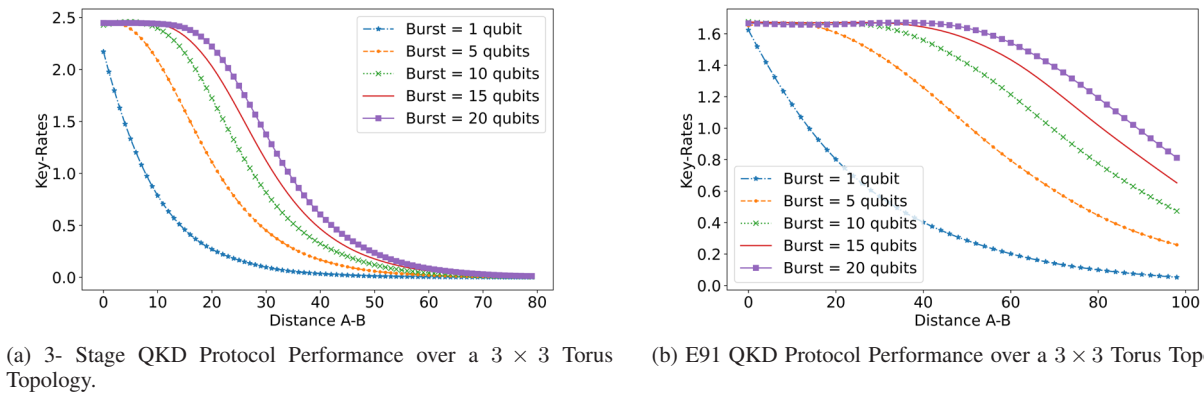 2.5
2.0
1.5
1.0
0.5
0.0
Key-Rates
0 10 20 30 40 50 60 70 80
Distance A-B
Burst = 1 qubit
Burst = 5 qubits
Burst = 10 qubits
Burst = 15 qubits
Burst = 20 qubits
(a) 3- Stage QKD Protocol Performance over a 3 × 3 Torus
Topology.
1.6
1.4
1.2
1.0
0.8
0.6
0.4
0.2
0.0
Key-Rates
0 20 40 60 80 100
Distance A-B
Burst = 1 qubit
Burst = 5 qubits
Burst = 10 qubits
Burst = 15 qubits
Burst = 20 qubits
(b) E91 QKD Protocol Performance over a 3 × 3 Torus Top